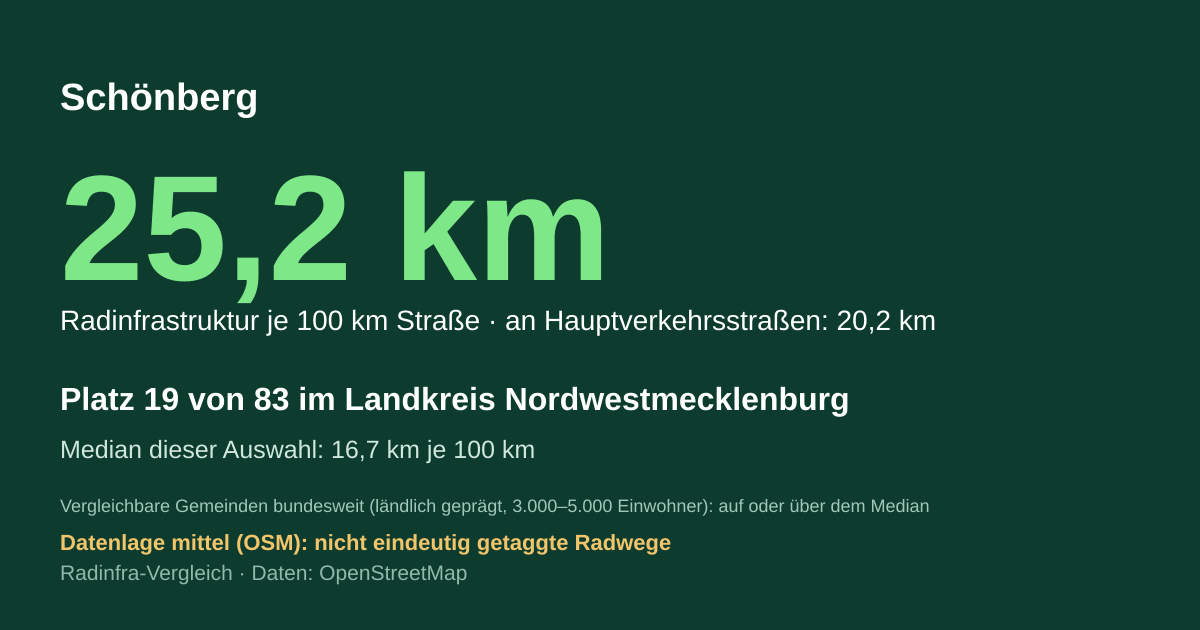 Schönberg
25,2 km
Radinfrastruktur je 100 km Straße · an Hauptverkehrsstraßen: 20,2 km
Platz 19 von 83 im Landkreis Nordwestmecklenburg
Median dieser Auswahl: 16,7 km je 100 km
Vergleichbare Gemeinden bundesweit (ländlich geprägt, 3.000–5.000 Einwohner): auf oder über dem Median
Datenlage mittel (OSM): nicht eindeutig getaggte Radwege
Radinfra-Vergleich · Daten: OpenStreetMap